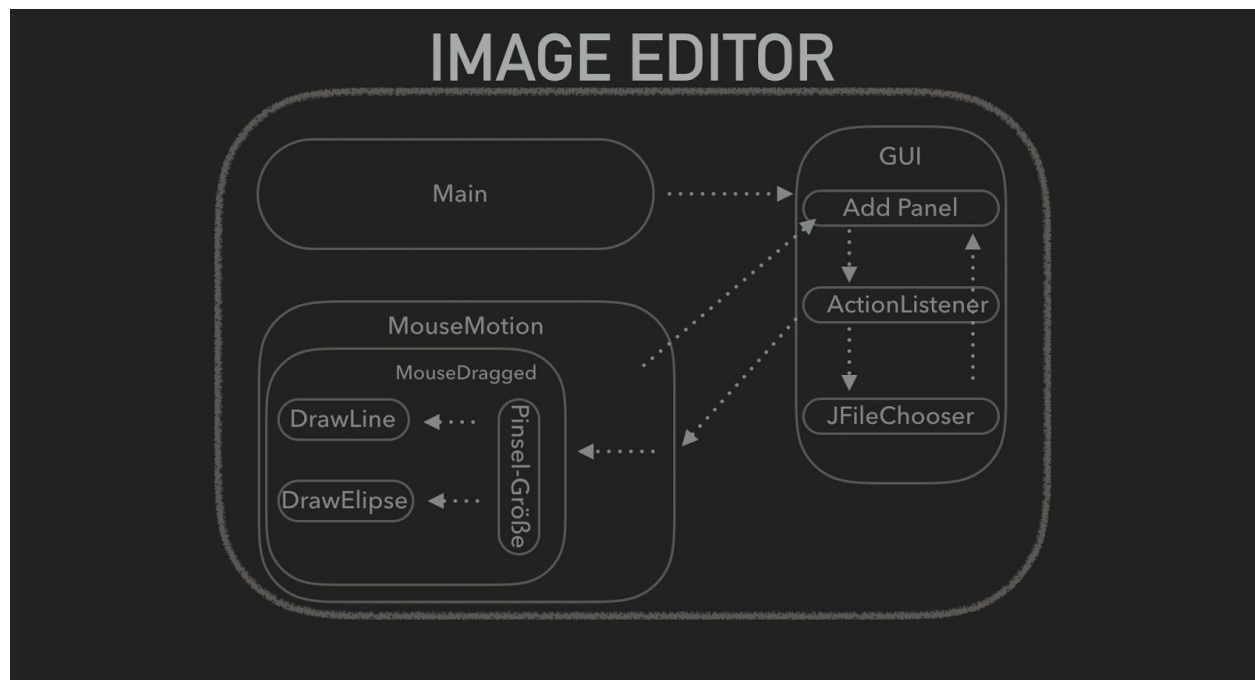 IMAGE EDITOR
Main
GUI
Add Panel
ActionListener
JFileChooser
MouseMotion
MouseDragged
DrawLine
DrawElipse
Pinsel-Größe